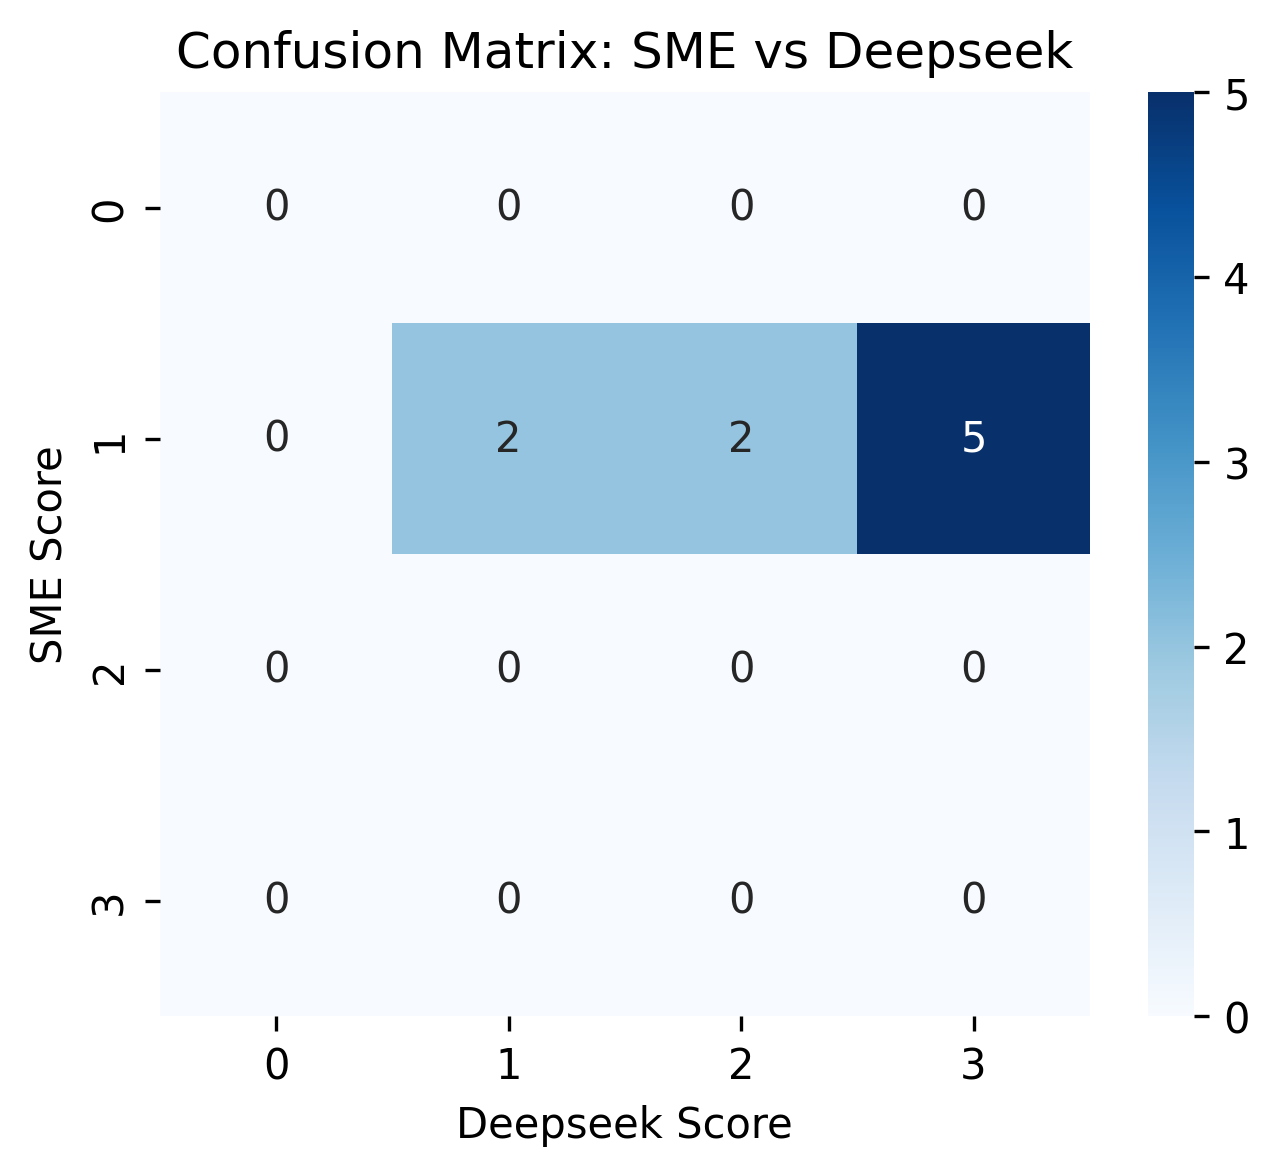 Confusion Matrix: SME vs Deepseek
5
4
3
2
1
0
SME Score
0 0 0 0 0
1 0 2 2 5
2 0 0 0 0
3 0 0 0 0
0 1 2 3
Deepseek Score